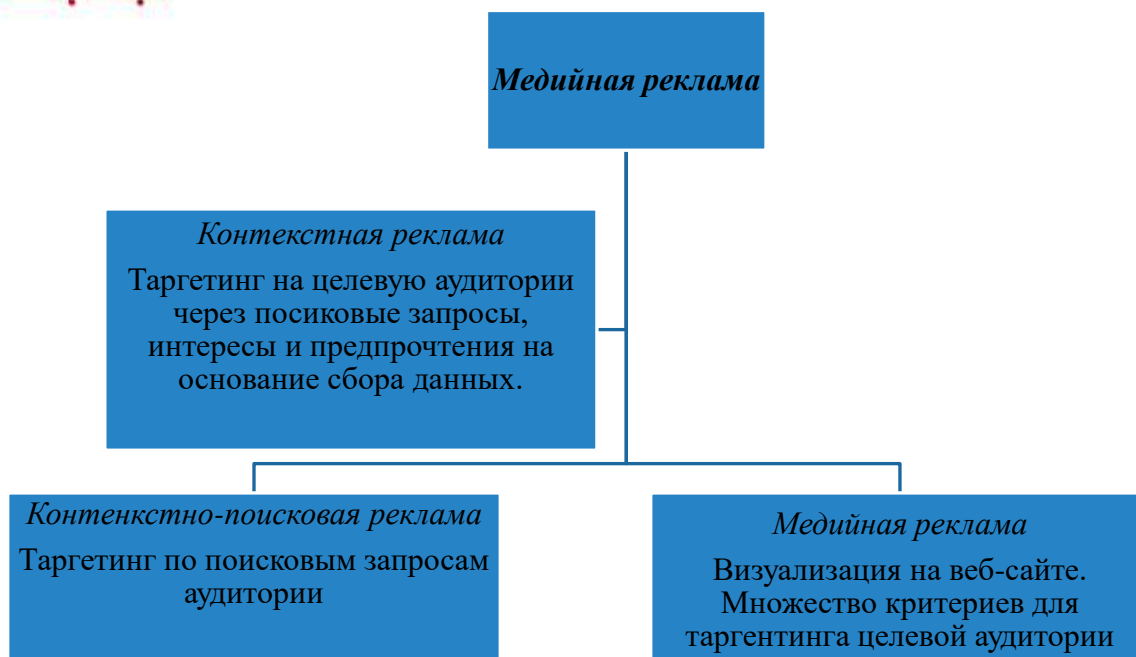 Медийная реклама
Контекстная реклама
Таргетинг на целевую аудитории
через посиковые запросы,
интересы и предпрочтения на
основание сбора данных.
Контенкстно-поисковая реклама
Таргетинг по поисковым запросам
аудитории
Медийная реклама
Визуализация на веб-сайте.
Множество критериев для
таргентинга целевой аудитории